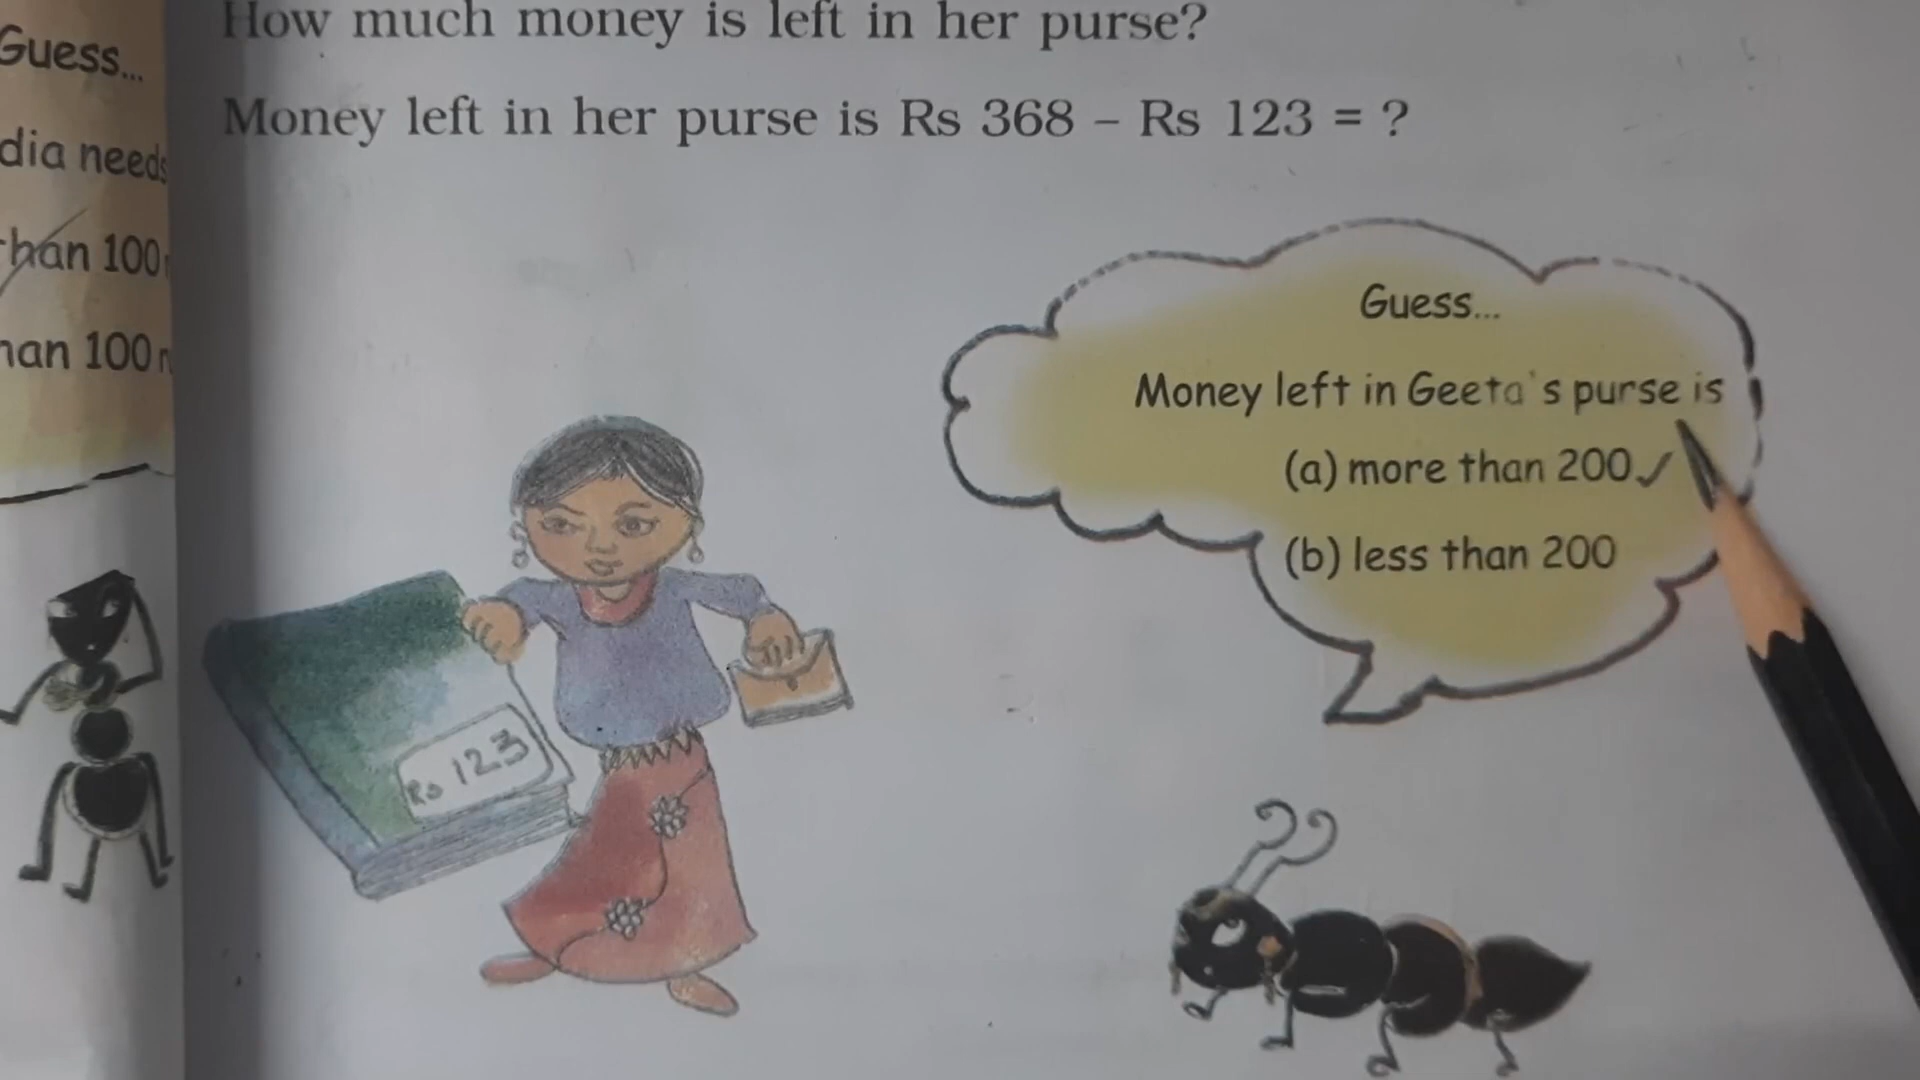 Guess...
dia needs
han 100
han 100
How much money is left in her purse?
Money left in her purse is Rs 368 – Rs 123 = ?
Guess...
Money left in Geeta's purse is
(a) more than 200 ✓
(b) less than 200
Rs 123